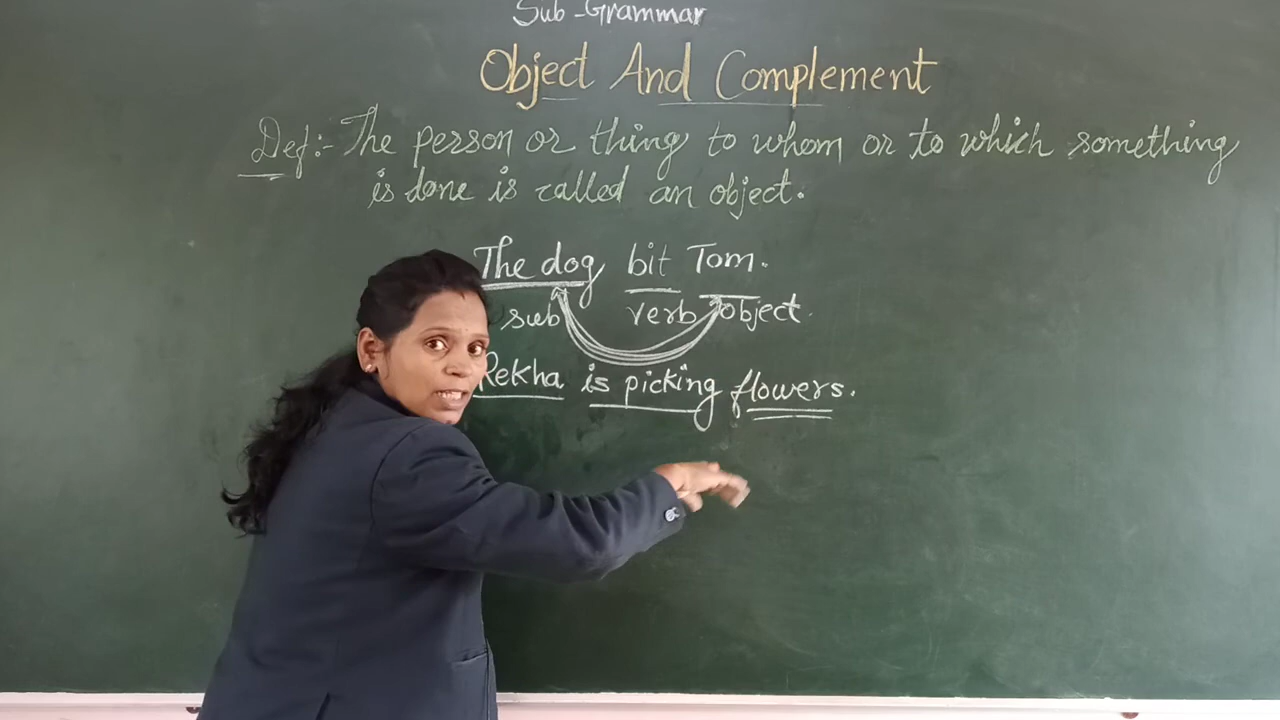 Sub-Grammar
Object And Complement
Def:- The person or thing to whom or to which something
is done is called an object.
The dog bit Tom.
sub verb object.
Rekha is picking flowers.